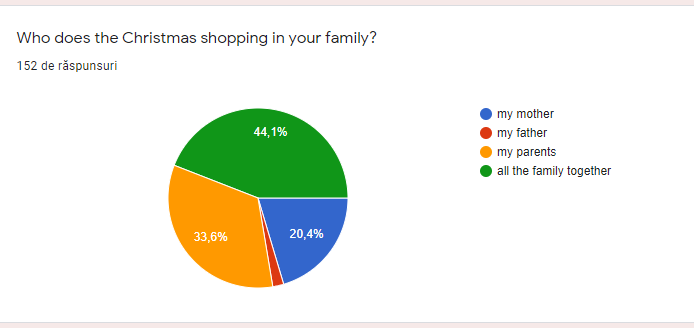 Who does the Christmas shopping in your family?
152 de răspunsuri
44,1%
33,6%
20,4%
my mother
my father
my parents
all the family together